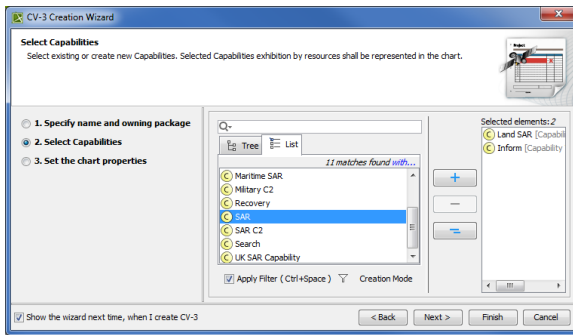 CV-3 Creation Wizard
Select Capabilities
Select existing or create new Capabilities. Selected Capabilities exhibition by resources shall be represented in the chart.
1. Specify name and owning package
2. Select Capabilities
3. Set the chart properties
Tree
List
11 matches found with...
Maritime SAR
Military C2
Recovery
SAR
SAR C2
Search
UK SAR Capability
Apply Filter ( Ctrl+Space )
Creation Mode
Selected elements: 2
Land SAR [Capabili
Inform [Capability
Show the wizard next time, when I create CV-3
< Back
Next >
Finish
Cancel